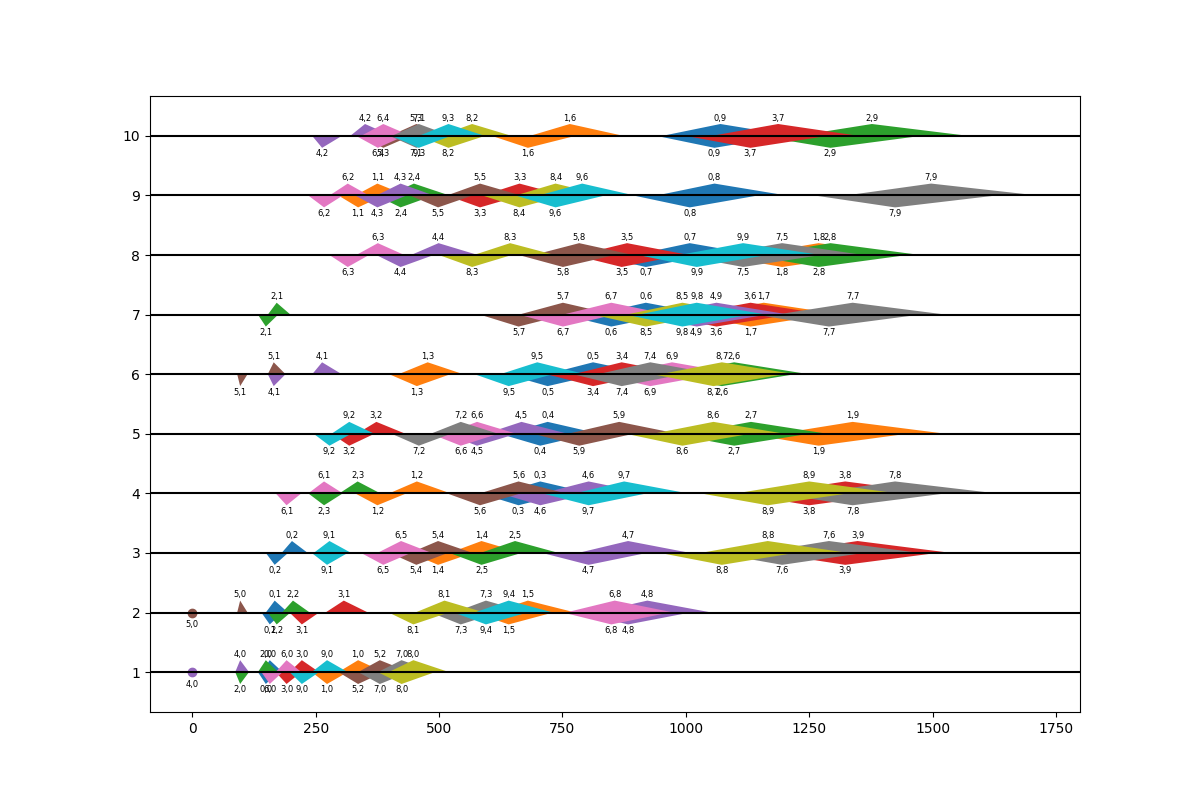 10
4,2 6,4 9,3 8,2 1,6 0,9 3,7 2,9
4,2 8,2 1,6 0,9 3,7 2,9
9
6,2 1,1 4,3 2,4 5,5 3,3 8,4 9,6 0,8 7,9
6,2 1,1 4,3 2,4 5,5 3,3 8,4 9,6 0,8 7,9
8
6,3 4,4 8,3 5,8 3,5 0,7 9,9 7,5 1,8 2,8
6,3 4,4 8,3 5,8 3,5 0,7 9,9 7,5 1,8 2,8
7
2,1 5,7 6,7 0,6 8,5 9,8 4,9 3,6 1,7 7,7
2,1 5,7 6,7 0,6 8,5 9,8 4,9 3,6 1,7 7,7
6
5,1 4,1 1,3 9,5 0,5 3,4 7,4 6,9 8,7 2,6
5,1 4,1 1,3 9,5 0,5 3,4 7,4 6,9 8,7 2,6
5
9,2 3,2 7,2 6,6 4,5 0,4 5,9 8,6 2,7 1,9
9,2 3,2 7,2 6,6 4,5 0,4 5,9 8,6 2,7 1,9
4
6,1 2,3 1,2 5,6 0,3 4,6 9,7 8,9 3,8 7,8
6,1 2,3 1,2 5,6 0,3 4,6 9,7 8,9 3,8 7,8
3
0,2 9,1 6,5 5,4 1,4 2,5 4,7 8,8 7,6 3,9
0,2 9,1 6,5 5,4 1,4 2,5 4,7 8,8 7,6 3,9
2
5,0 0,1 2,2 3,1 8,1 7,3 9,4 1,5 6,8 4,8
5,0 0,1 2,2 3,1 8,1 7,3 9,4 1,5 6,8 4,8
1
4,0 2,0 6,0 3,0 9,0 1,0 5,2 7,0 8,0
4,0 2,0 3,0 9,0 1,0 5,2 7,0 8,0
0 250 500 750 1000 1250 1500 1750